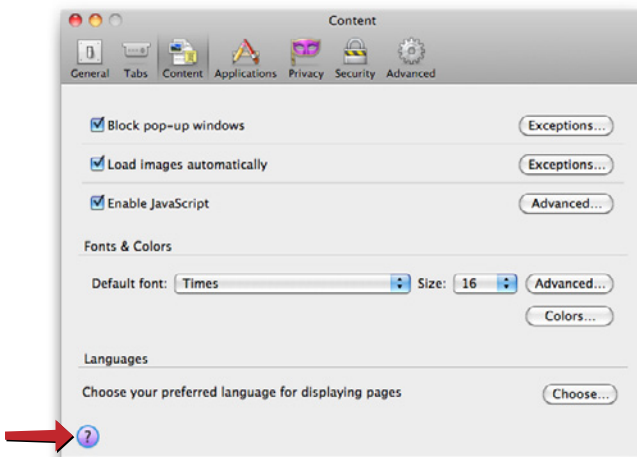 Content
General Tabs Content Applications Privacy Security Advanced
Block pop-up windows Exceptions...
Load images automatically Exceptions...
Enable JavaScript Advanced...
Fonts & Colors
Default font: Times Size: 16 Advanced...
Colors...
Languages
Choose your preferred language for displaying pages Choose...
?